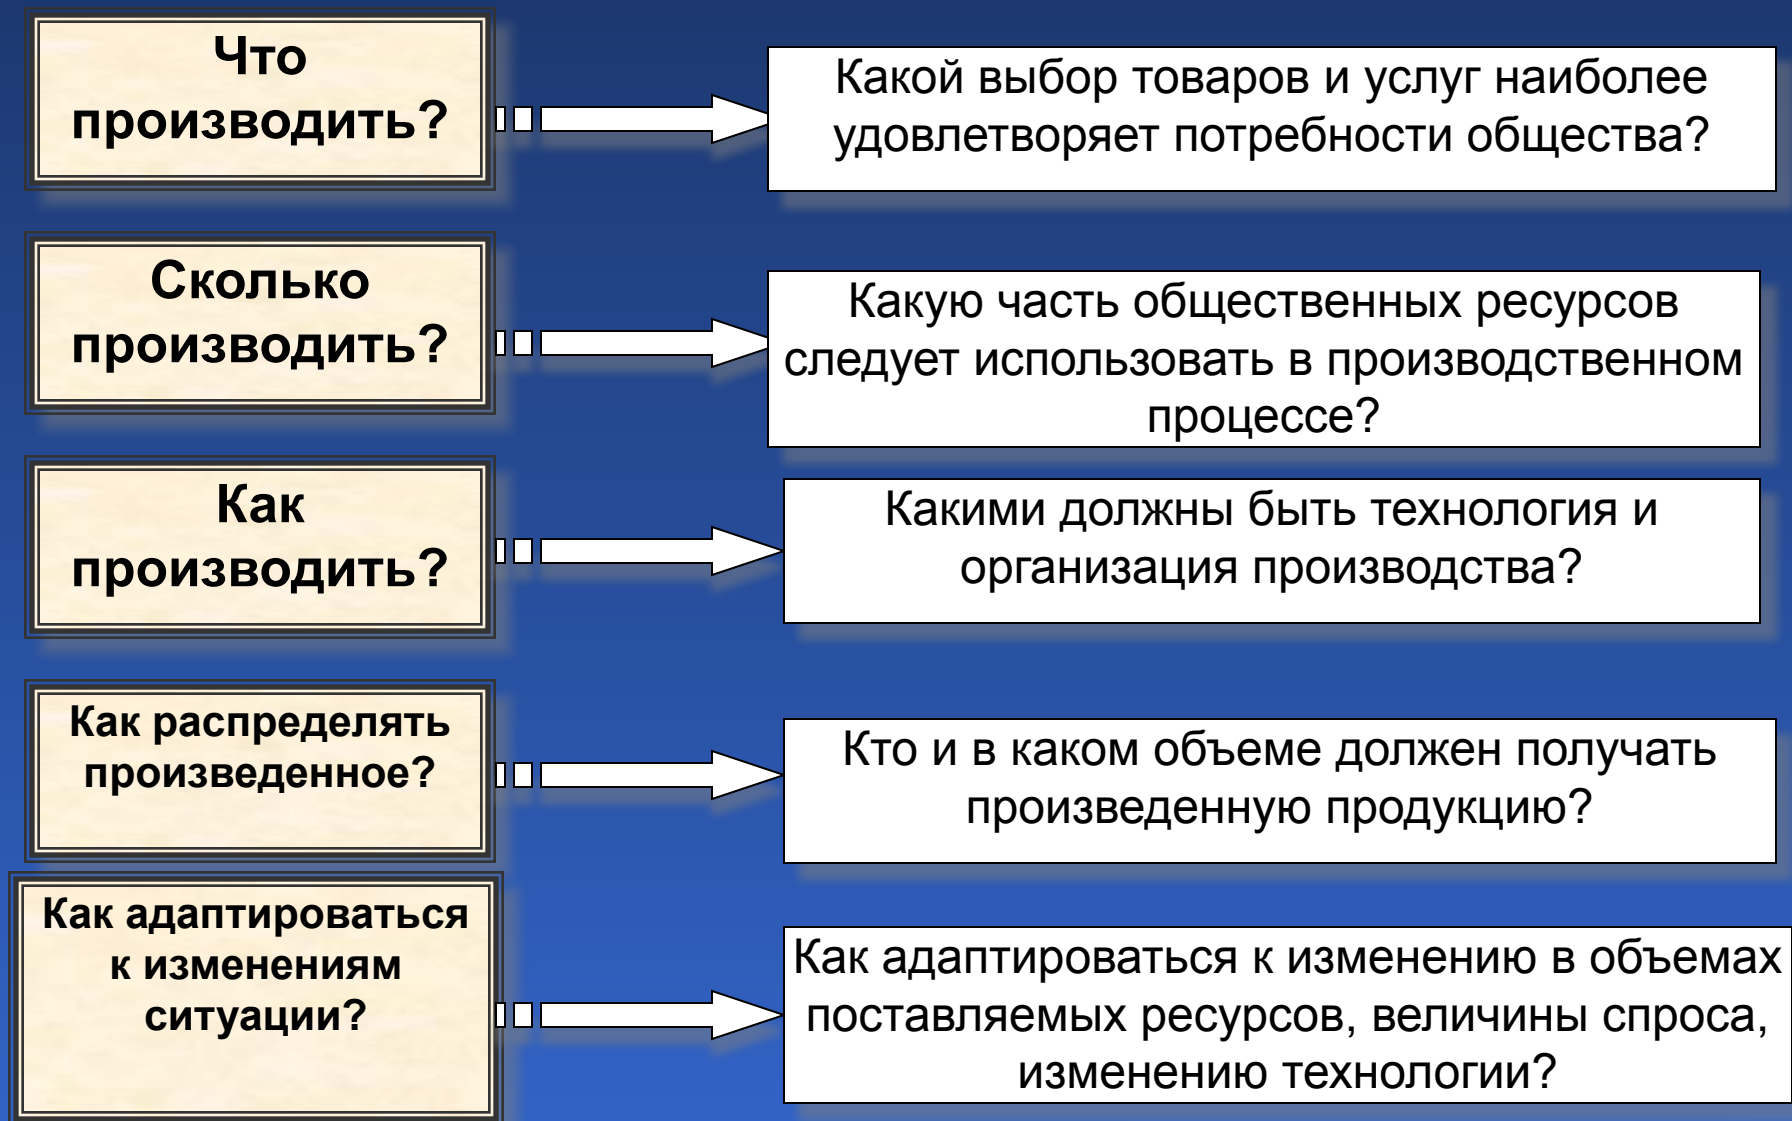 Что
производить?
Какой выбор товаров и услуг наиболее
удовлетворяет потребности общества?
Сколько
производить?
Какую часть общественных ресурсов
следует использовать в производственном
процессе?
Как
производить?
Какими должны быть технология и
организация производства?
Как распределять
произведенное?
Кто и в каком объеме должен получать
произведенную продукцию?
Как адаптироваться
к изменениям
ситуации?
Как адаптироваться к изменению в объемах
поставляемых ресурсов, величины спроса,
изменению технологии?